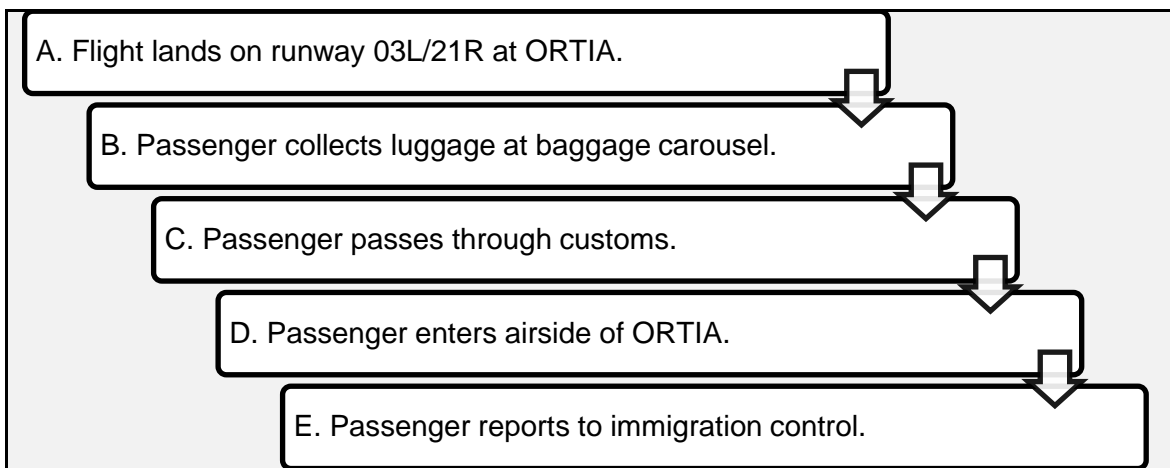 A. Flight lands on runway 03L/21R at ORTIA.
B. Passenger collects luggage at baggage carousel.
C. Passenger passes through customs.
D. Passenger enters airside of ORTIA.
E. Passenger reports to immigration control.